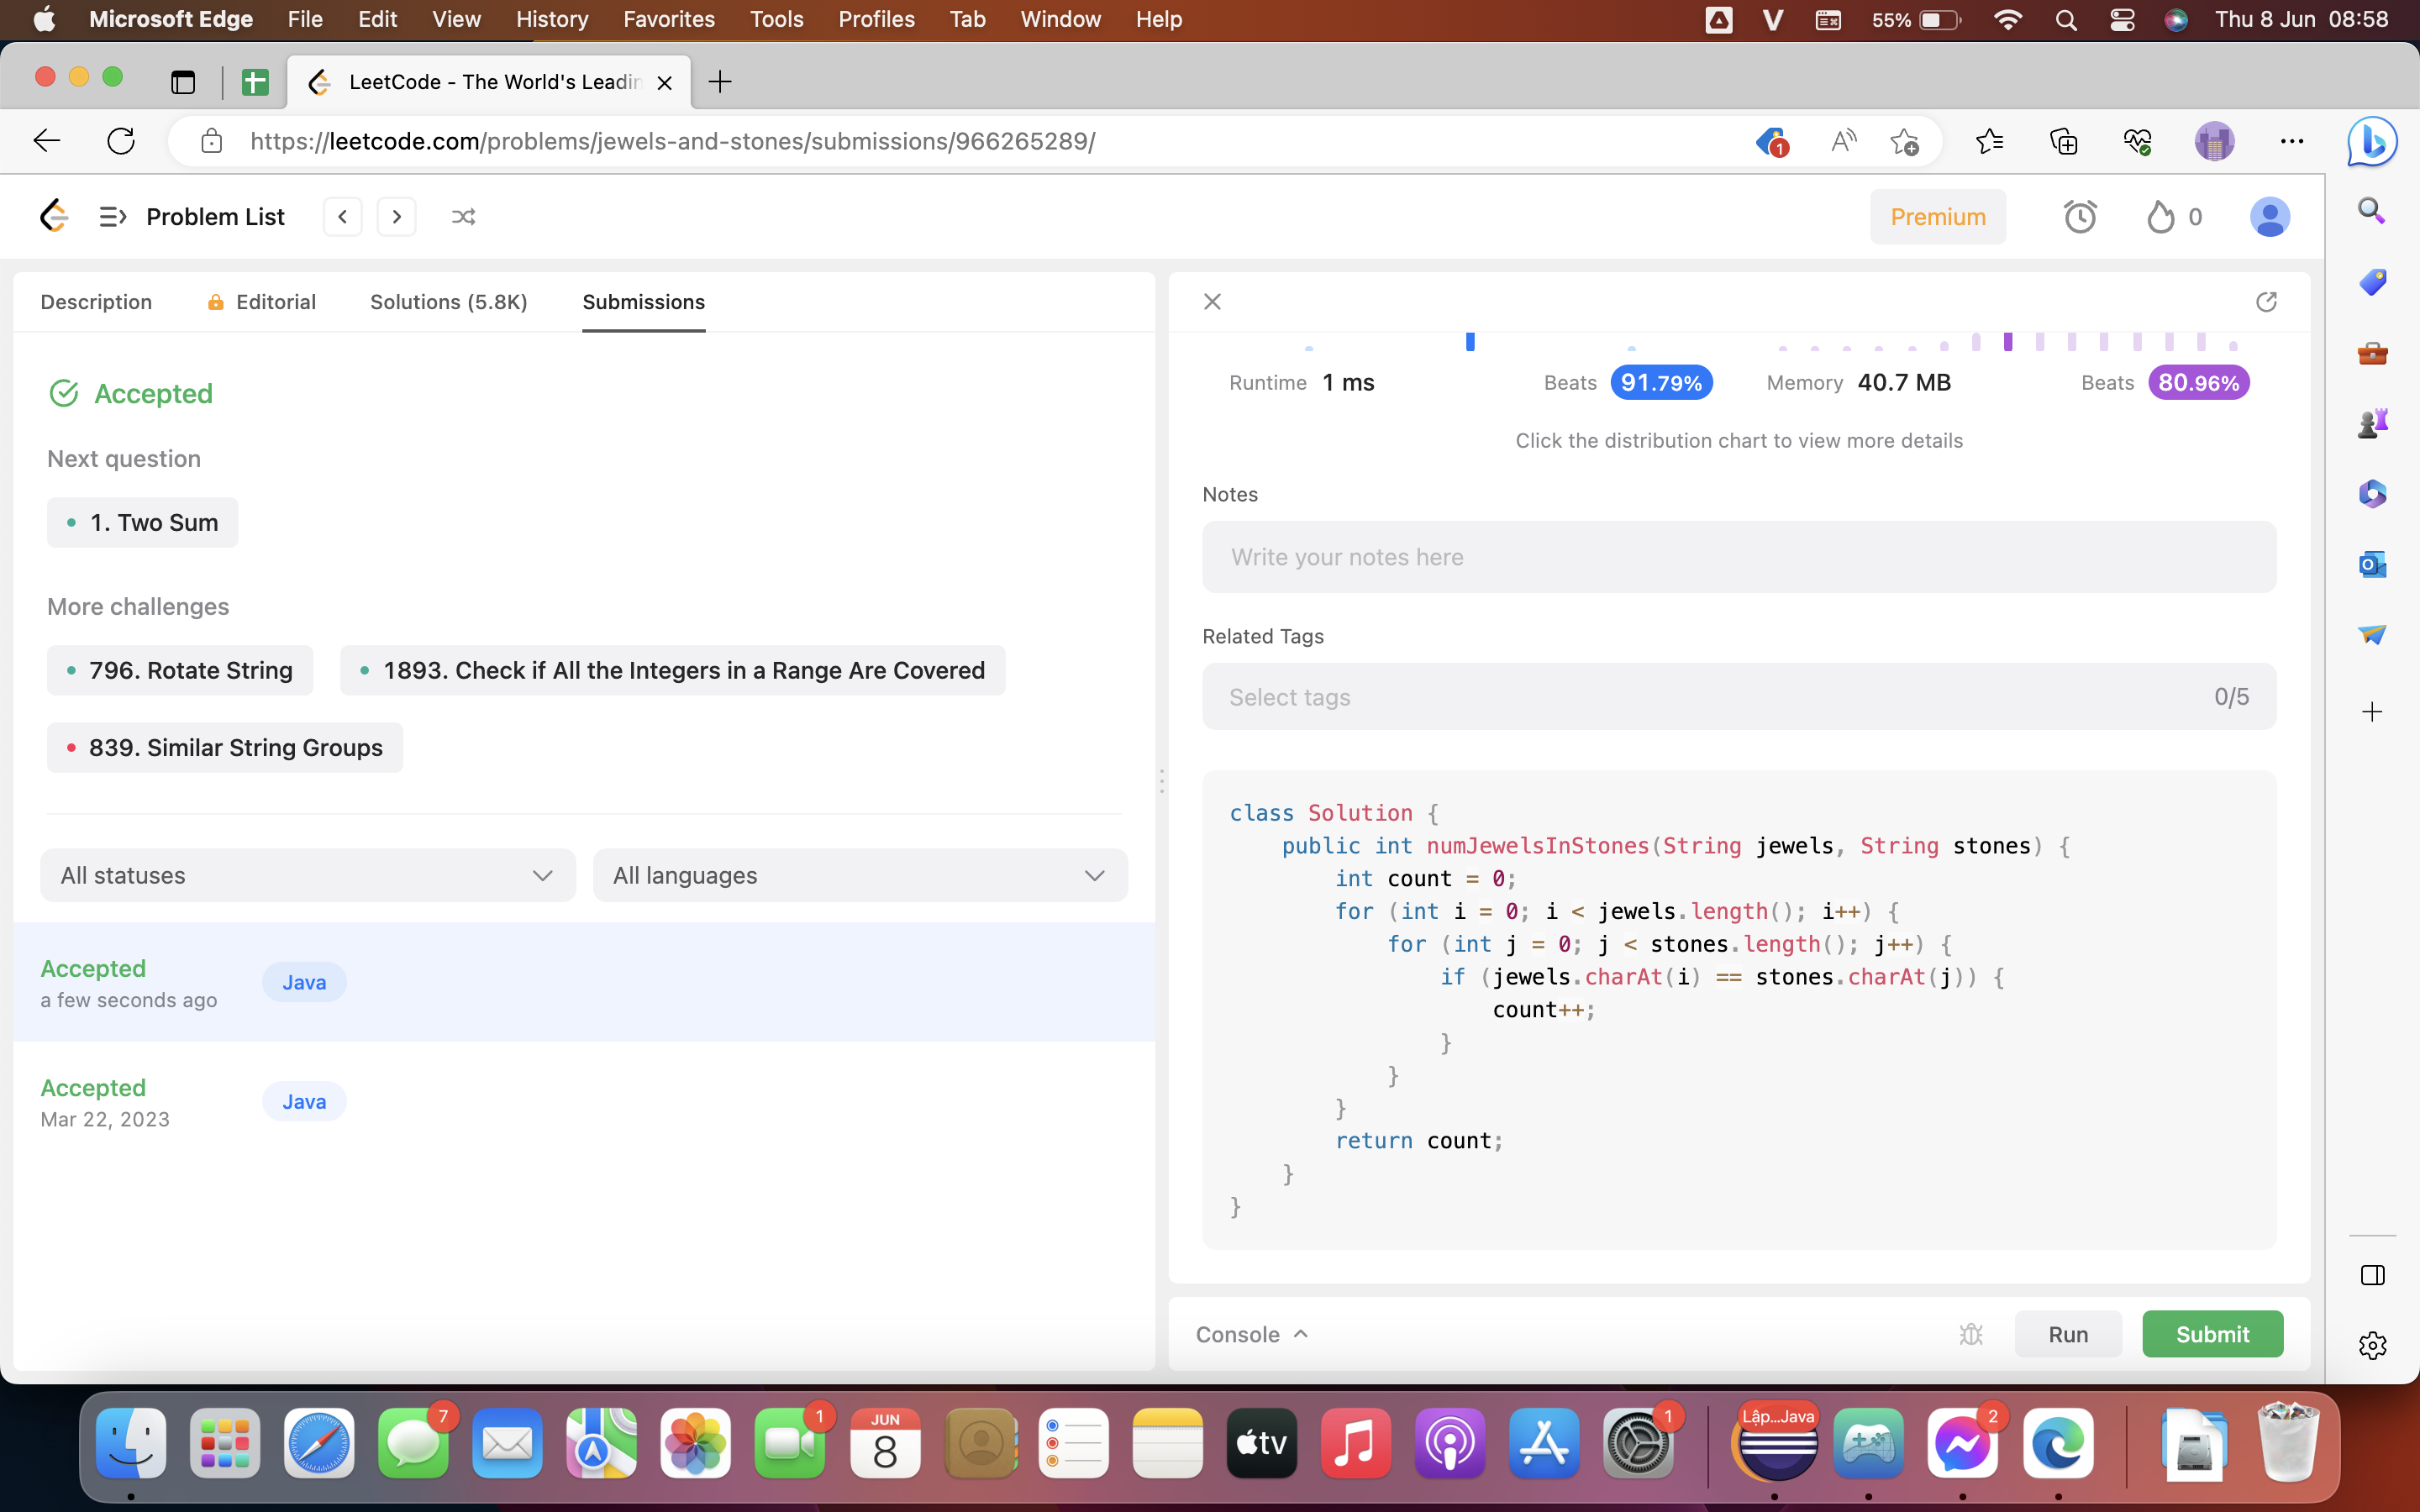 Microsoft Edge File Edit View History Favorites Tools Profiles Tab Window Help 55% Thu 8 Jun 08:58
LeetCode - The World's Leadin
https://leetcode.com/problems/jewels-and-stones/submissions/966265289/
1
Problem List
Premium
0
Description
Editorial
Solutions (5.8K)
Submissions
Accepted
Next question
1. Two Sum
More challenges
796. Rotate String
1893. Check if All the Integers in a Range Are Covered
839. Similar String Groups
All statuses
All languages
Accepted
a few seconds ago
Java
Accepted
Mar 22, 2023
Java
Runtime 1 ms
Beats 91.79%
Memory 40.7 MB
Beats 80.96%
Click the distribution chart to view more details
Notes
Write your notes here
Related Tags
Select tags
0/5
class Solution {
    public int numJewelsInStones(String jewels, String stones) {
        int count = 0;
        for (int i = 0; i < jewels.length(); i++) {
            for (int j = 0; j < stones.length(); j++) {
                if (jewels.charAt(i) == stones.charAt(j)) {
                    count++;
                }
            }
        }
        return count;
    }
}
Console
Run
Submit
7
1
JUN
8
tv
1
Lập...Java
2